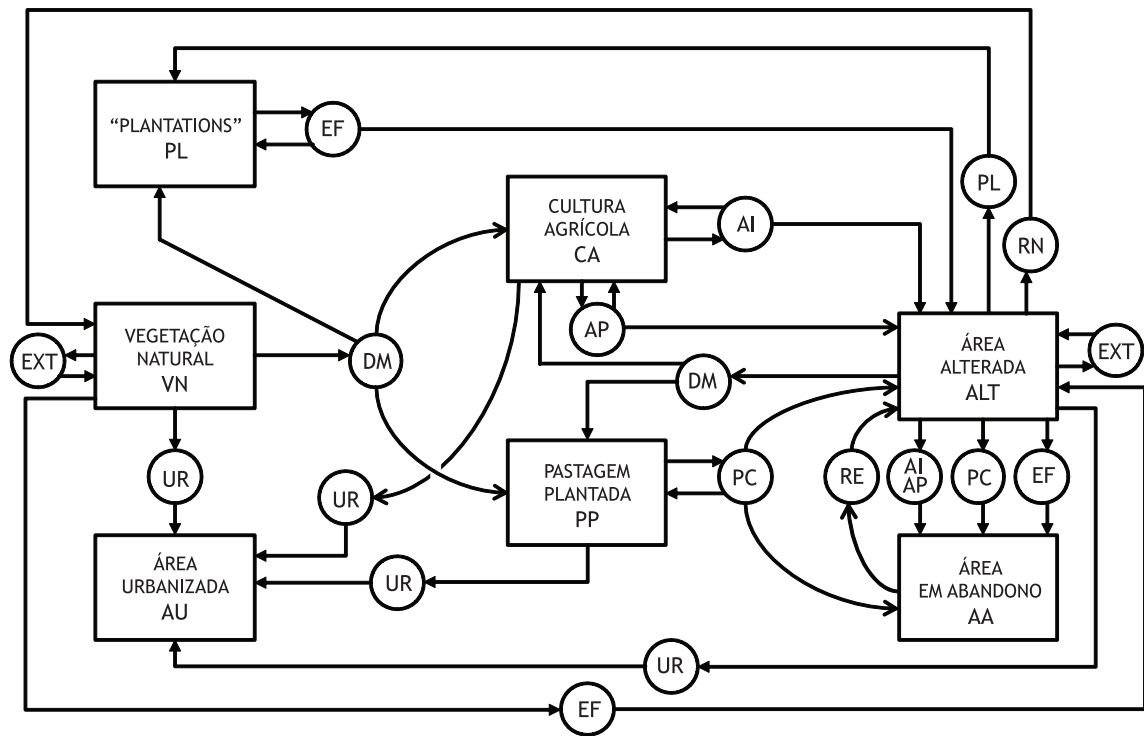 “PLANTATIONS”
PL
EF
PL
CULTURA
AGRÍCOLA
CA
AI
RN
AP
VEGETAÇÃO
NATURAL
VN
EXT
DM
DM
ÁREA
ALTERADA
ALT
EXT
UR
UR
PASTAGEM
PLANTADA
PP
PC
RE
AI
AP
PC
EF
ÁREA
URBANIZADA
AU
UR
ÁREA
EM ABANDONO
AA
UR
EF